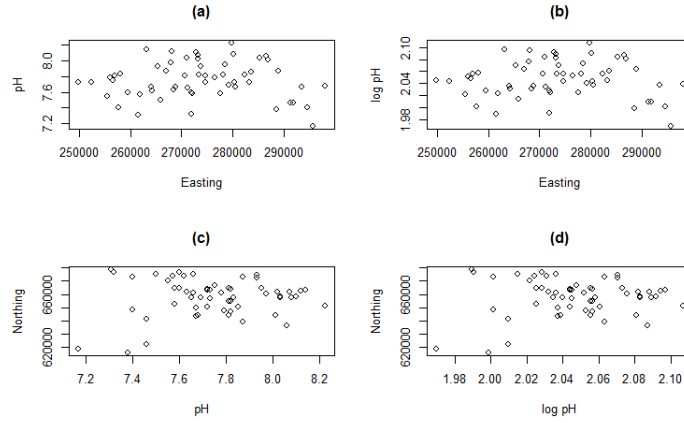 (a)
pH
7.2 7.6 8.0
250000 260000 270000 280000 290000
Easting
(b)
log pH
1.98 2.04 2.10
250000 260000 270000 280000 290000
Easting
(c)
Northing
620000 660000
7.2 7.4 7.6 7.8 8.0 8.2
pH
(d)
Northing
620000 660000
1.98 2.00 2.02 2.04 2.06 2.08 2.10
log pH